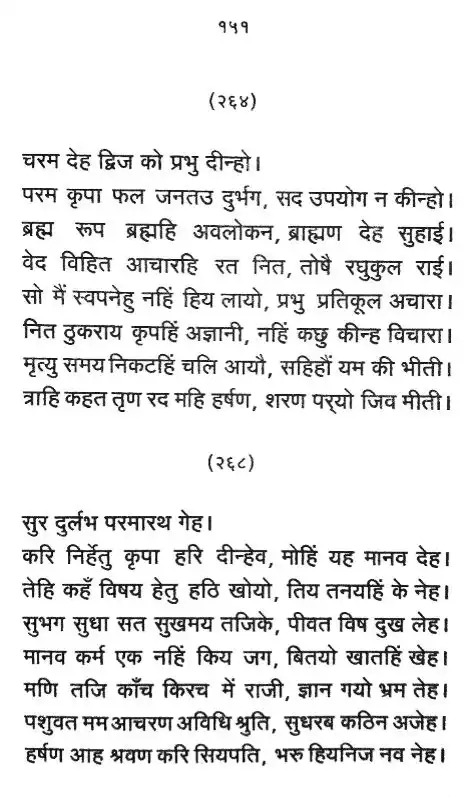 १५१
(२६४)
चरम देह द्विज को प्रभु दीन्हो।
परम कृपा फल जनतउ दुर्भग, सद उपयोग न कीन्हो।
ब्रह्म रूप ब्रह्महि अवलोकन, ब्राह्मण देह सुहाई।
वेद विहित आचारहि रत नित, तोषै रघुकुल राई।
सो मैं स्वपनेहु नहिं हिय लायो, प्रभु प्रतिकूल अचारा।
नित ठुकराय कृपहिं अज्ञानी, नहिं कछु कीन्ह विचारा।
मृत्यु समय निकटहिं चलि आयौ, सहिहौं यम की भीती।
त्राहि कहत तृण रद महि हर्षण, शरण पर्‌यो जिव मीती।
(२६८)
सुर दुर्लभ परमारथ गेह।
करि निर्हेतु कृपा हरि दीन्हेव, मोहिं यह मानव देह।
तेहि कहँ विषय हेतु हठि खोयो, तिय तनयहिं के नेह।
सुभग सुधा सत सुखमय तजिके, पीवत विष दुख लेह।
मानव कर्म एक नहिं किय जग, बितयो खातहिं खेह।
मणि तजि काँच किरच में राजी, ज्ञान गयो भ्रम तेह।
पशुवत मम आचरण अविधि श्रुति, सुधरब कठिन अजेह।
हर्षण आह श्रवण करि सियपति, भरु हियनिज नव नेह।